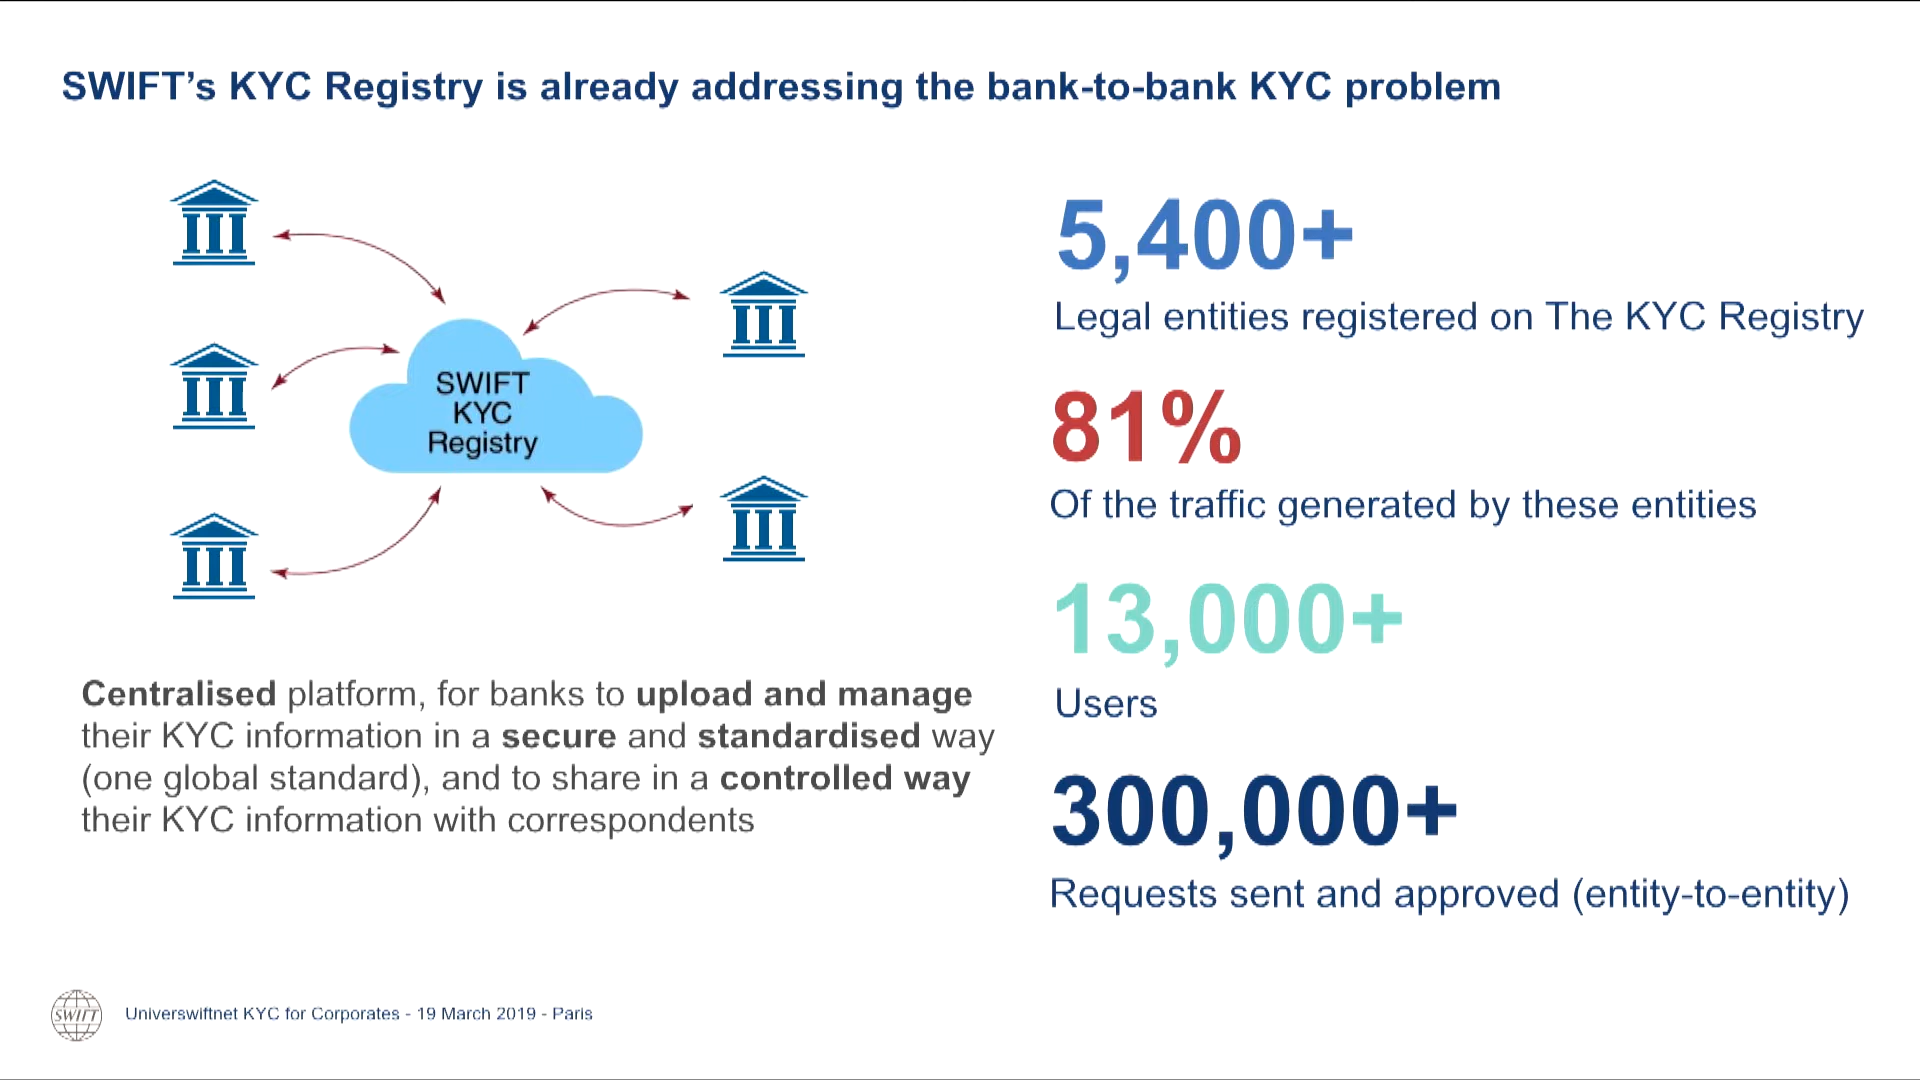 SWIFT’s KYC Registry is already addressing the bank-to-bank KYC problem
SWIFT
KYC
Registry
Centralised platform, for banks to upload and manage
their KYC information in a secure and standardised way
(one global standard), and to share in a controlled way
their KYC information with correspondents
5,400+
Legal entities registered on The KYC Registry
81%
Of the traffic generated by these entities
13,000+
Users
300,000+
Requests sent and approved (entity-to-entity)
SWIFT
Universwiftnet KYC for Corporates - 19 March 2019 - Paris